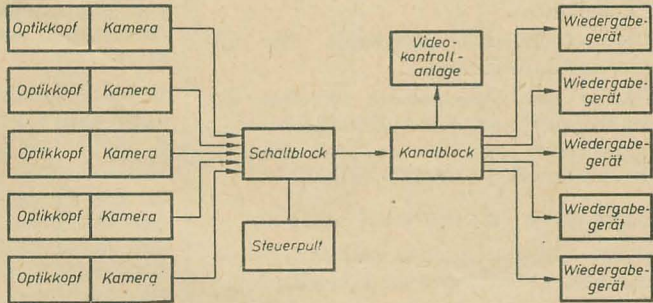 Optikkopf Kamera
Optikkopf Kamera
Optikkopf Kamera
Optikkopf Kamera
Optikkopf Kamera
Schaltblock
Steuerpult
Video-
kontroll-
anlage
Kanalblock
Wiedergabe-
gerät
Wiedergabe-
gerät
Wiedergabe-
gerät
Wiedergabe-
gerät
Wiedergabe-
gerät